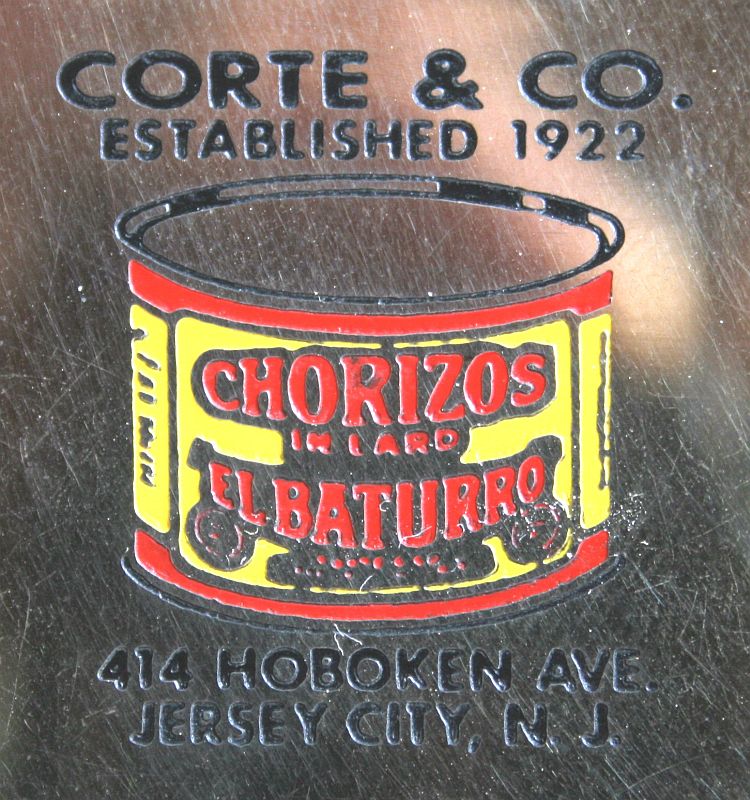 CORTE & CO.
ESTABLISHED 1922
CHORIZOS
IN LARD
EL BATURRO
414 HOBOKEN AVE.
JERSEY CITY, N. J.